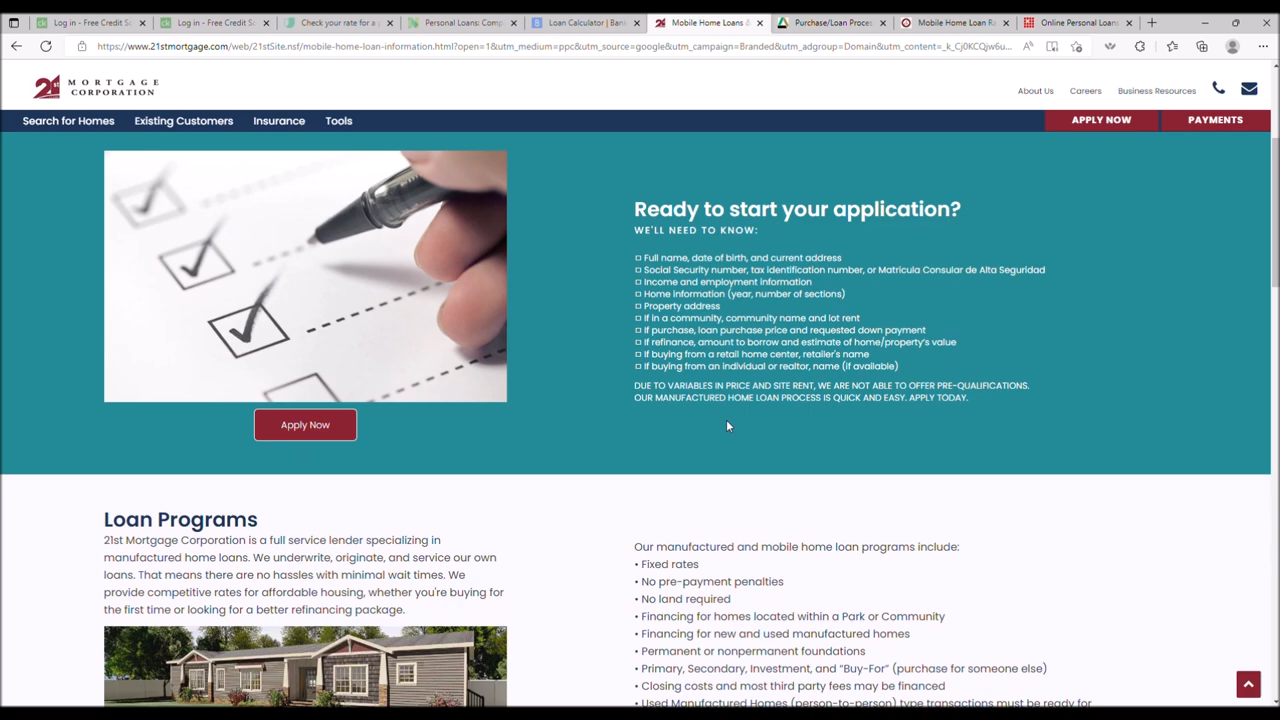 Log in - Free Credit Sc
Log in - Free Credit Sc
Check your rate for a p
Personal Loans: Comp
Loan Calculator | Bank
Mobile Home Loans &
Purchase/Loan Proces
Mobile Home Loan Ra
Online Personal Loans
https://www.21stmortgage.com/web/21stSite.nsf/mobile-home-loan-information.html?open=1&utm_medium=ppc&utm_source=google&utm_campaign=Branded&utm_adgroup=Domain&utm_content=_k_Cj0KCQjw6u...
21st MORTGAGE
CORPORATION
About Us Careers Business Resources
Search for Homes Existing Customers Insurance Tools APPLY NOW PAYMENTS
Ready to start your application?
WE'LL NEED TO KNOW:
Full name, date of birth, and current address
Social Security number, tax identification number, or Matricula Consular de Alta Seguridad
Income and employment information
Home information (year, number of sections)
Property address
If in a community, community name and lot rent
If purchase, loan purchase price and requested down payment
If refinance, amount to borrow and estimate of home/property's value
If buying from a retail home center, retailer's name
If buying from an individual or realtor, name (if available)
DUE TO VARIABLES IN PRICE AND SITE RENT, WE ARE NOT ABLE TO OFFER PRE-QUALIFICATIONS.
OUR MANUFACTURED HOME LOAN PROCESS IS QUICK AND EASY. APPLY TODAY.
Apply Now
Loan Programs
21st Mortgage Corporation is a full service lender specializing in
manufactured home loans. We underwrite, originate, and service our own
loans. That means there are no hassles with minimal wait times. We
provide competitive rates for affordable housing, whether you're buying for
the first time or looking for a better refinancing package.
Our manufactured and mobile home loan programs include:
• Fixed rates
• No pre-payment penalties
• No land required
• Financing for homes located within a Park or Community
• Financing for new and used manufactured homes
• Permanent or nonpermanent foundations
• Primary, Secondary, Investment, and "Buy-For" (purchase for someone else)
• Closing costs and most third party fees may be financed
• Used Manufactured Homes (person-to-person) type transactions must be ready for